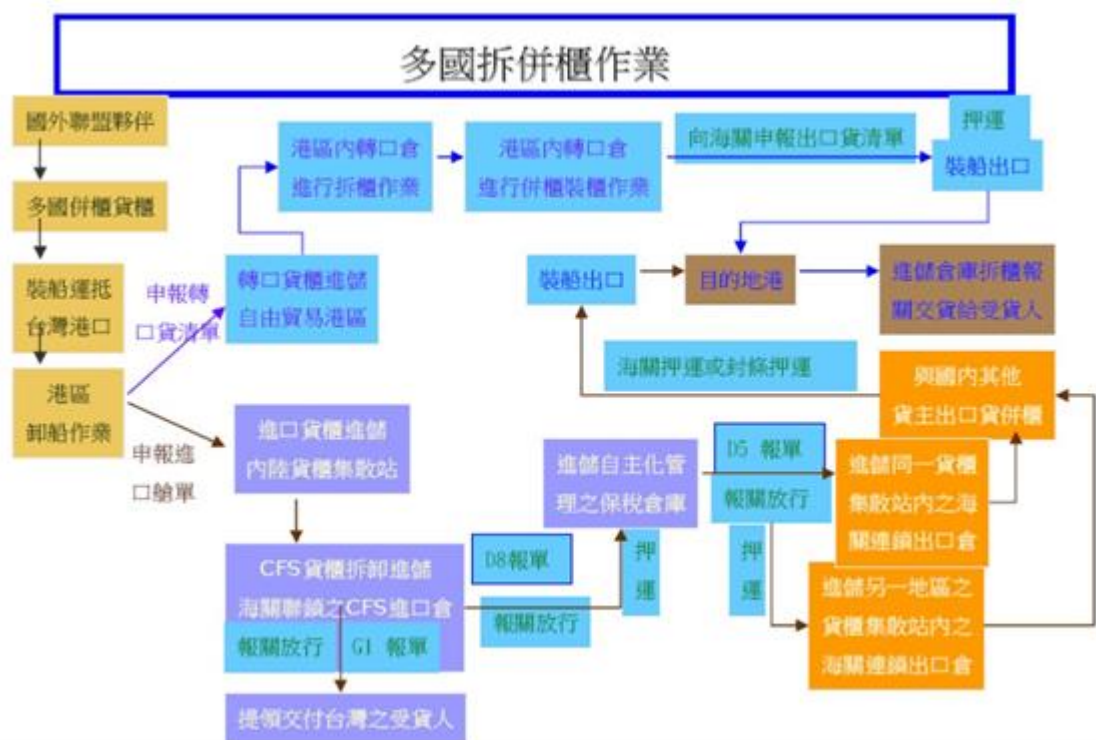 多國拆併櫃作業
國外聯盟夥伴
多國併櫃貨櫃
裝船運抵
台灣港口
港區
卸船作業
申報轉
口貨清單
申報進
口艙單
轉口貨櫃進儲
自由貿易港區
港區內轉口倉
進行拆櫃作業
港區內轉口倉
進行併櫃裝櫃作業
向海關申報出口貨清單
押運
裝船出口
裝船出口
目的地港
進儲倉庫拆櫃報
關交貨給受貨人
海關押運或封條押運
與國內其他
貨主出口貨併櫃
進口貨櫃進儲
內陸貨櫃集散站
CFS貨櫃拆卸進儲
海關聯鎖之CFS進口倉
報關放行
G1 報單
提領交付台灣之受貨人
D8報單
報關放行
押
運
進儲自主化管
理之保稅倉庫
D5 報單
報關放行
押
運
進儲同一貨櫃
集散站內之海
關連鎖出口倉
進儲另一地區之
貨櫃集散站內之
海關連鎖出口倉